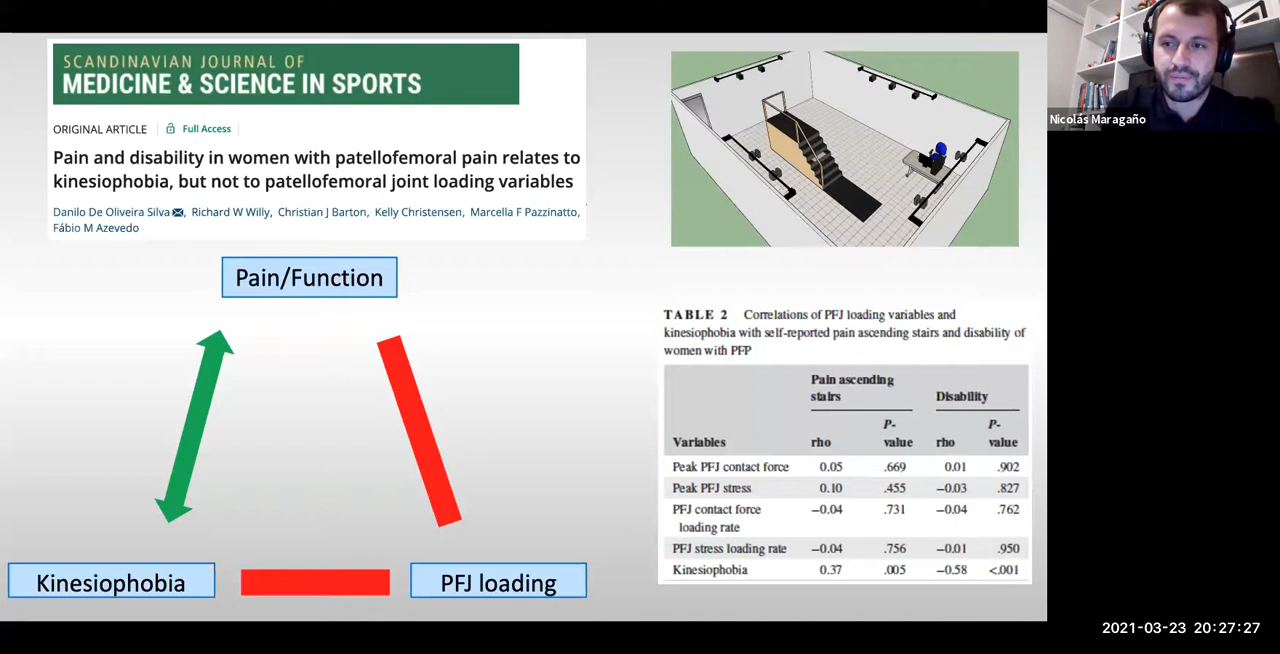 SCANDINAVIAN JOURNAL OF
MEDICINE & SCIENCE IN SPORTS
ORIGINAL ARTICLE
Full Access
Pain and disability in women with patellofemoral pain relates to
kinesiophobia, but not to patellofemoral joint loading variables
Danilo De Oliveira Silva, Richard W Willy, Christian J Barton, Kelly Christensen, Marcella F Pazzinatto,
Fábio M Azevedo
Pain/Function
Kinesiophobia
PFJ loading
TABLE 2 Correlations of PFJ loading variables and
kinesiophobia with self-reported pain ascending stairs and disability of
women with PFP
Pain ascending
stairs Disability
P- P-
Variables rho value rho value
Peak PFJ contact force 0.05 .669 0.01 .902
Peak PFJ stress 0.10 .455 −0.03 .827
PFJ contact force −0.04 .731 −0.04 .762
loading rate
PFJ stress loading rate −0.04 .756 −0.01 .950
Kinesiophobia 0.37 .005 −0.58 <.001
Nicolás Maragaño
2021-03-23 20:27:27